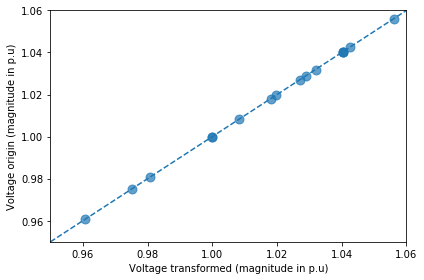 1.06
1.04
1.02
1.00
0.98
0.96
Voltage origin (magnitude in p.u)
0.96 0.98 1.00 1.02 1.04 1.06
Voltage transformed (magnitude in p.u)